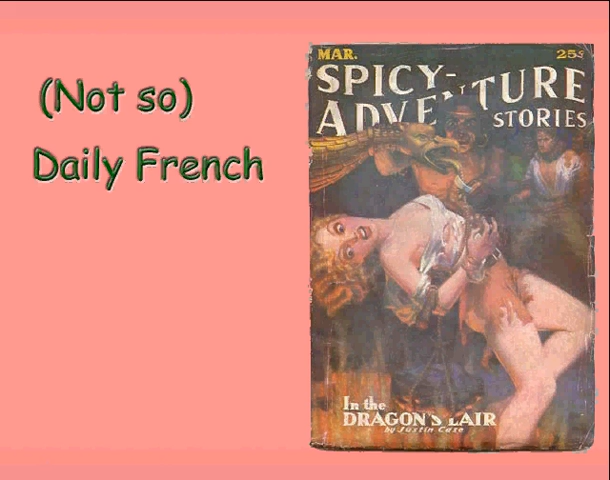 (Not so)
Daily French
MAR.
25¢
SPICY-
ADVENTURE
STORIES
In the
DRAGON'S LAIR
by Justin Case